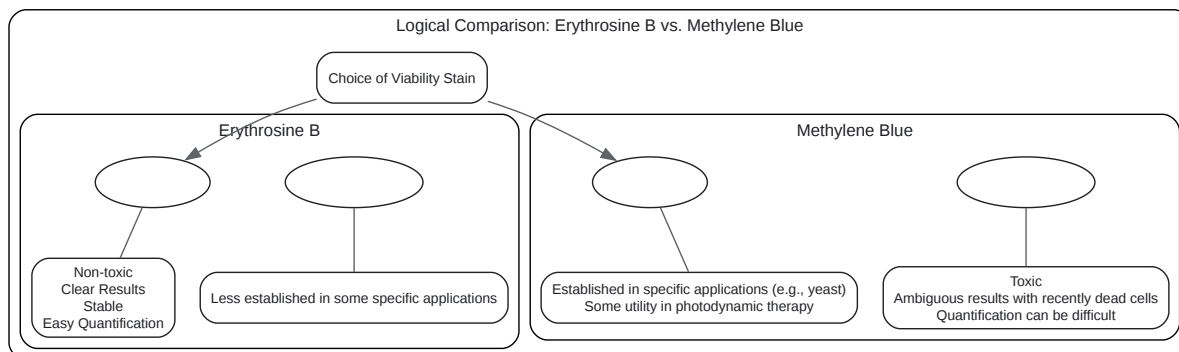 Logical Comparison: Erythrosine B vs. Methylene Blue
Choice of Viability Stain
Erythrosine B
Methylene Blue
Non-toxic
Clear Results
Stable
Easy Quantification
Less established in some specific applications
Established in specific applications (e.g., yeast)
Some utility in photodynamic therapy
Toxic
Ambiguous results with recently dead cells
Quantification can be difficult